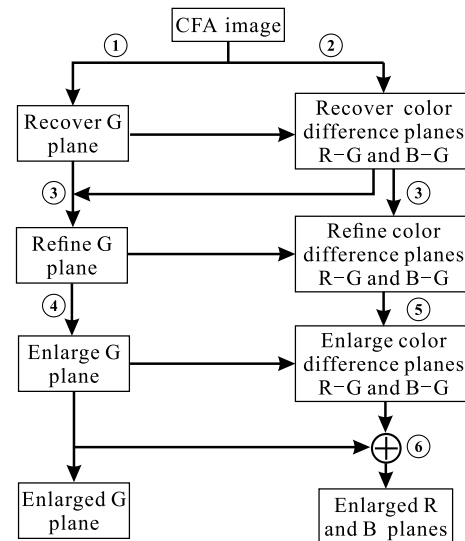 CFA image
1
2
Recover G
plane
Recover color
difference planes
R-G and B-G
3
3
Refine G
plane
Refine color
difference planes
R-G and B-G
4
5
Enlarge G
plane
Enlarge color
difference planes
R-G and B-G
6
Enlarged G
plane
Enlarged R
and B planes